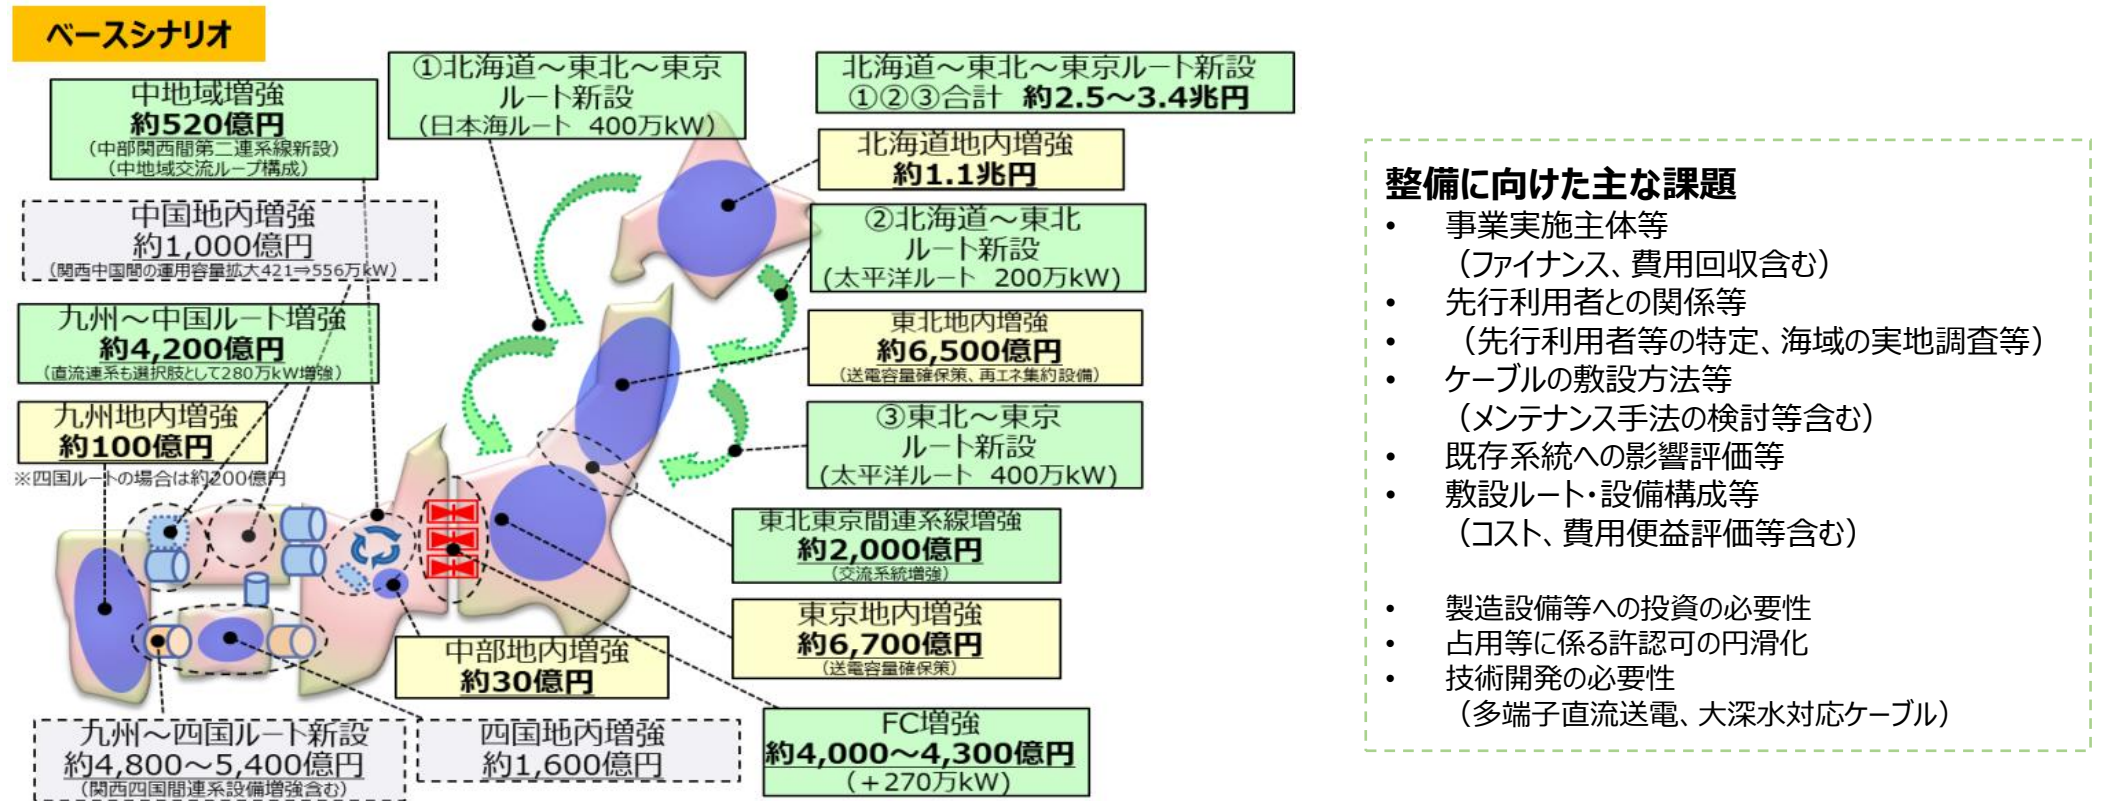 ベースシナリオ
中地域増強
約520億円
（中部関西間第二連系線新設）
（中地域交流ループ構成）
①北海道～東北～東京
ルート新設
（日本海ルート 400万kW）
北海道～東北～東京ルート新設
①②③合計 約2.5～3.4兆円
北海道地内増強
約1.1兆円
中国地内増強
約1,000億円
（関西中国間の運用容量拡大421⇒556万kW）
②北海道～東北
ルート新設
（太平洋ルート 200万kW）
九州～中国ルート増強
約4,200億円
（直流連系も選択肢として280万kW増強）
東北地内増強
約6,500億円
（送電容量確保策、再エネ集約設備）
九州地内増強
約100億円
※四国ルートの場合は約200億円
③東北～東京
ルート新設
（太平洋ルート 400万kW）
東北東京間連系線増強
約2,000億円
（交流系統増強）
東京地内増強
約6,700億円
（送電容量確保策）
中部地内増強
約30億円
九州～四国ルート新設
約4,800～5,400億円
（関西四国間連系設備増強含む）
四国地内増強
約1,600億円
FC増強
約4,000～4,300億円
（＋270万kW）
整備に向けた主な課題
• 事業実施主体等
（ファイナンス、費用回収含む）
• 先行利用者との関係等
• （先行利用者等の特定、海域の実地調査等）
• ケーブルの敷設方法等
（メンテナンス手法の検討等含む）
• 既存系統への影響評価等
• 敷設ルート・設備構成等
（コスト、費用便益評価等含む）
• 製造設備等への投資の必要性
• 占用等に係る許認可の円滑化
• 技術開発の必要性
（多端子直流送電、大深水対応ケーブル）